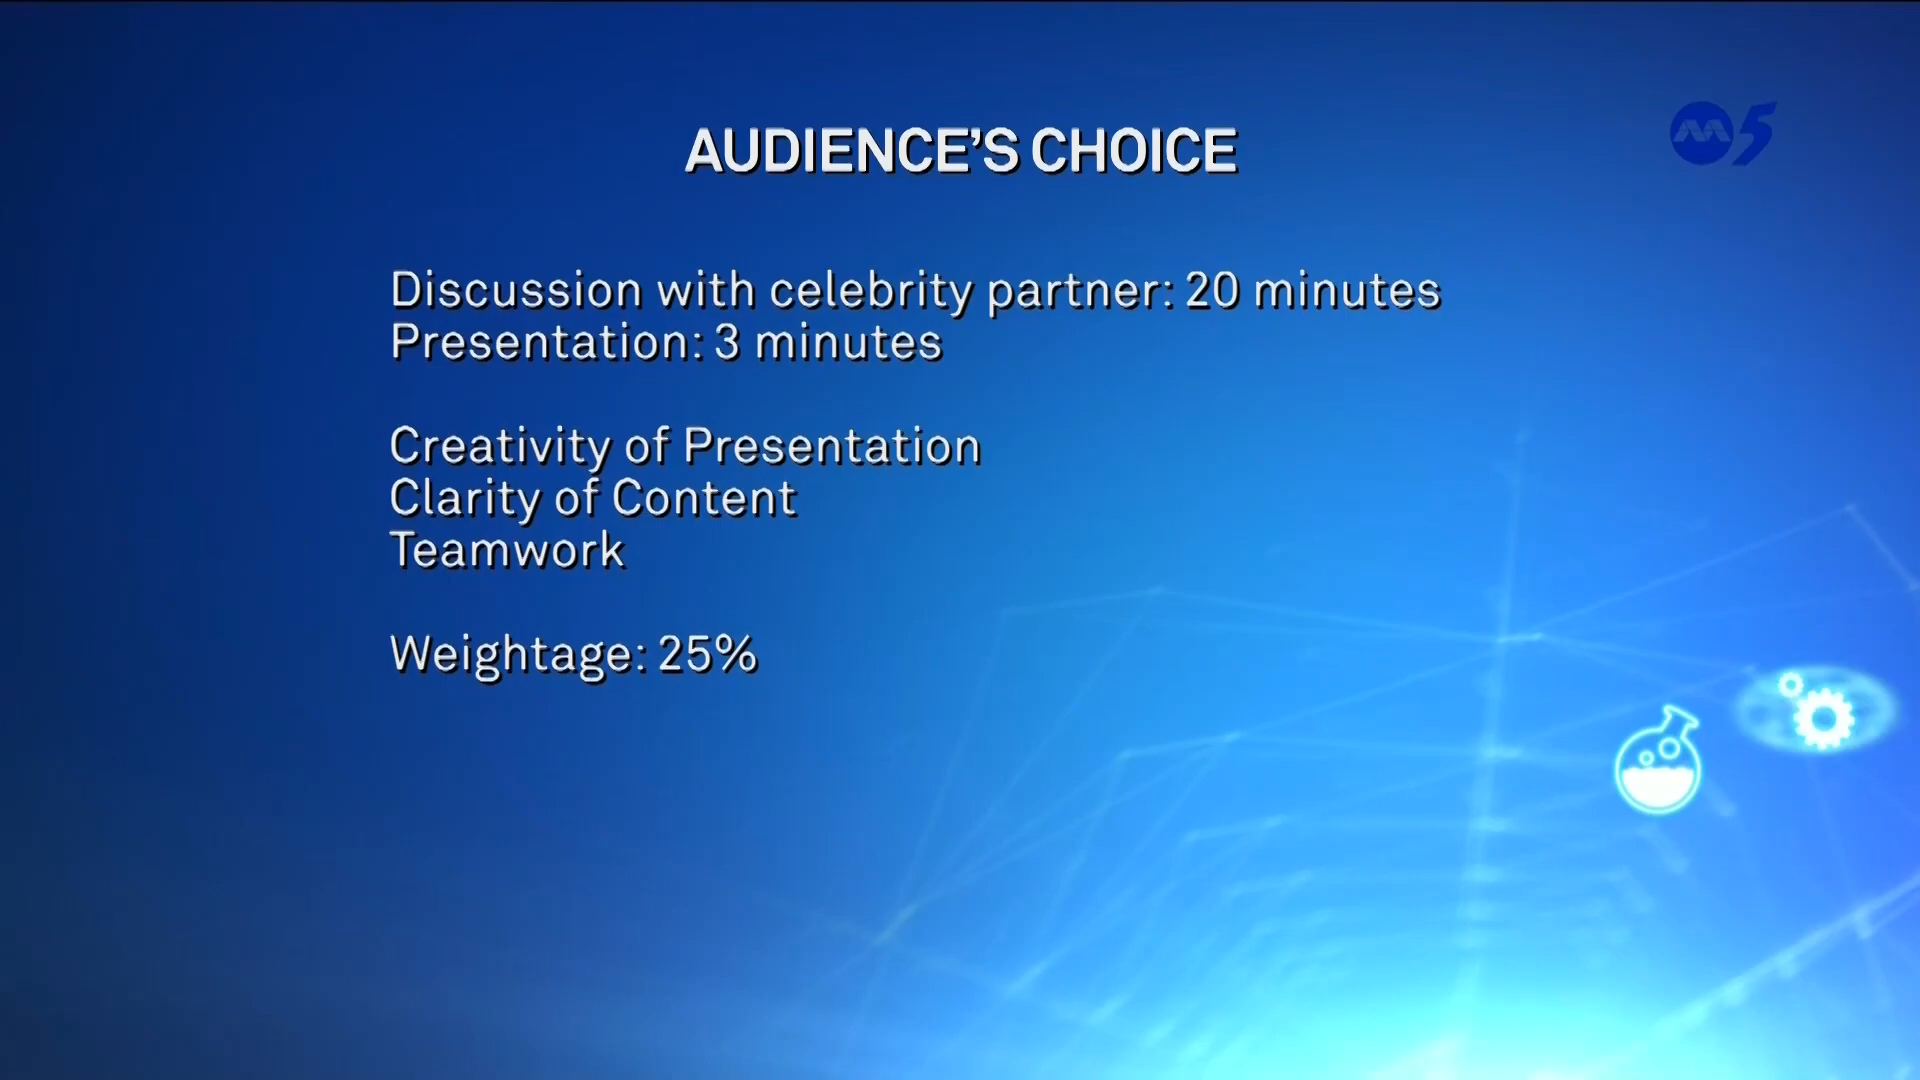 AUDIENCE'S CHOICE
5
Discussion with celebrity partner: 20 minutes
Presentation: 3 minutes
Creativity of Presentation
Clarity of Content
Teamwork
Weightage: 25%